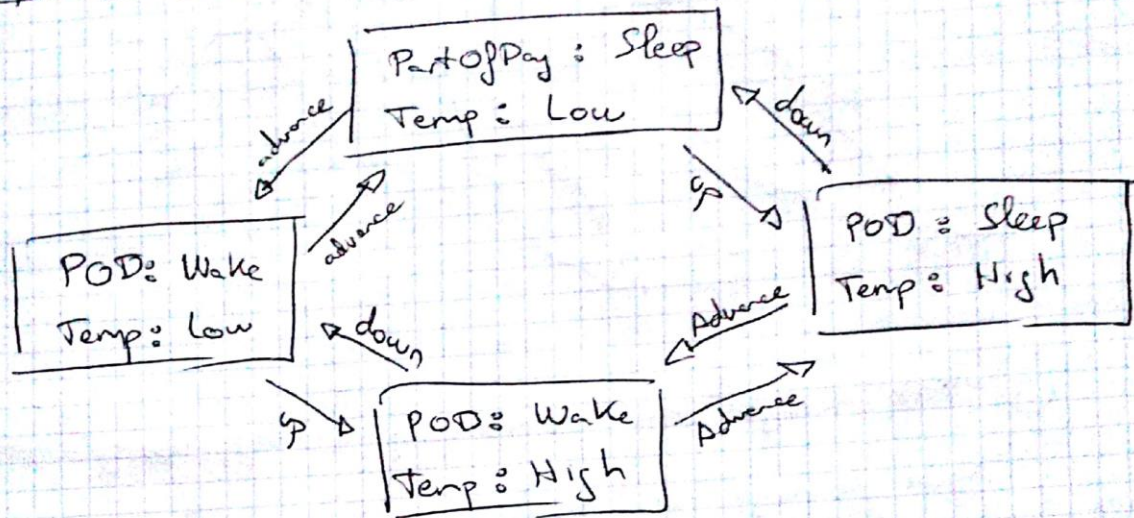 PartOfDay : Sleep
Temp : Low
advance
down
advance
up
POD: Wake
Temp: Low
POD : Sleep
Temp : High
down
Advance
up
POD: Wake
Temp : High
Advance